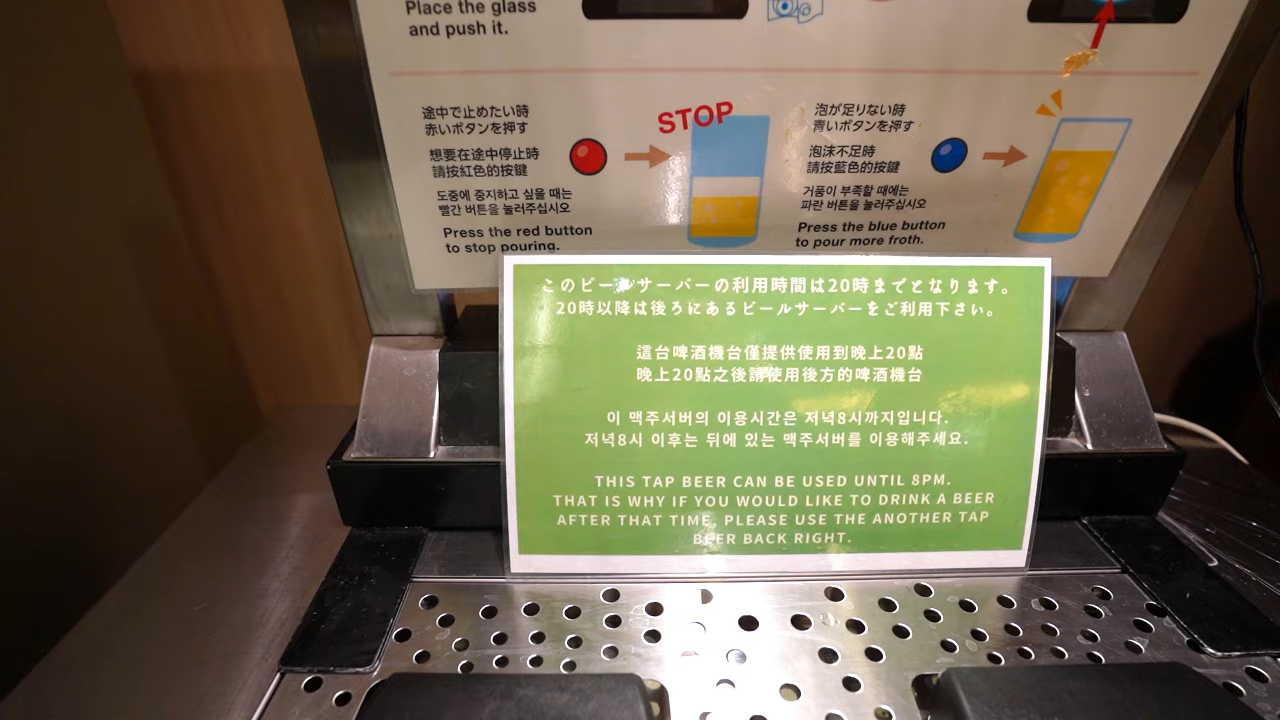 Place the glass
and push it.
途中で止めたい時
赤いボタンを押す
想要在途中停止時
請按紅色的按鍵
도중에 중지하고 싶을 때는
빨간 버튼을 눌러주십시오
Press the red button
to stop pouring.
STOP
泡が足りない時
青いボタンを押す
泡沫不足時
請按藍色的按鍵
거품이 부족할 때에는
파란 버튼을 눌러주십시오
Press the blue button
to pour more froth.
このビールサーバーの利用時間は20時までとなります。
20時以降は後ろにあるビールサーバーをご利用下さい。
這台啤酒機台僅提供使用到晚上20點
晚上20點之後請使用後方的啤酒機台
이 맥주서버의 이용시간은 저녁8시까지입니다.
저녁8시 이후는 뒤에 있는 맥주서버를 이용해주세요.
THIS TAP BEER CAN BE USED UNTIL 8PM.
THAT IS WHY IF YOU WOULD LIKE TO DRINK A BEER
AFTER THAT TIME, PLEASE USE THE ANOTHER TAP
BEER BACK RIGHT.